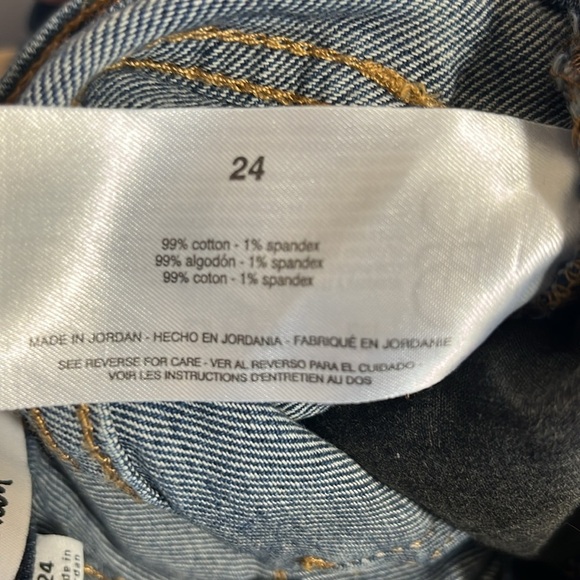 24
99% cotton - 1% spandex
99% algodón - 1% spandex
99% coton - 1% spandex
MADE IN JORDAN - HECHO EN JORDANIA - FABRIQUÉ EN JORDANIE
SEE REVERSE FOR CARE - VER AL REVERSO PARA EL CUIDADO -
VOIR LES INSTRUCTIONS D'ENTRETIEN AU DOS
24